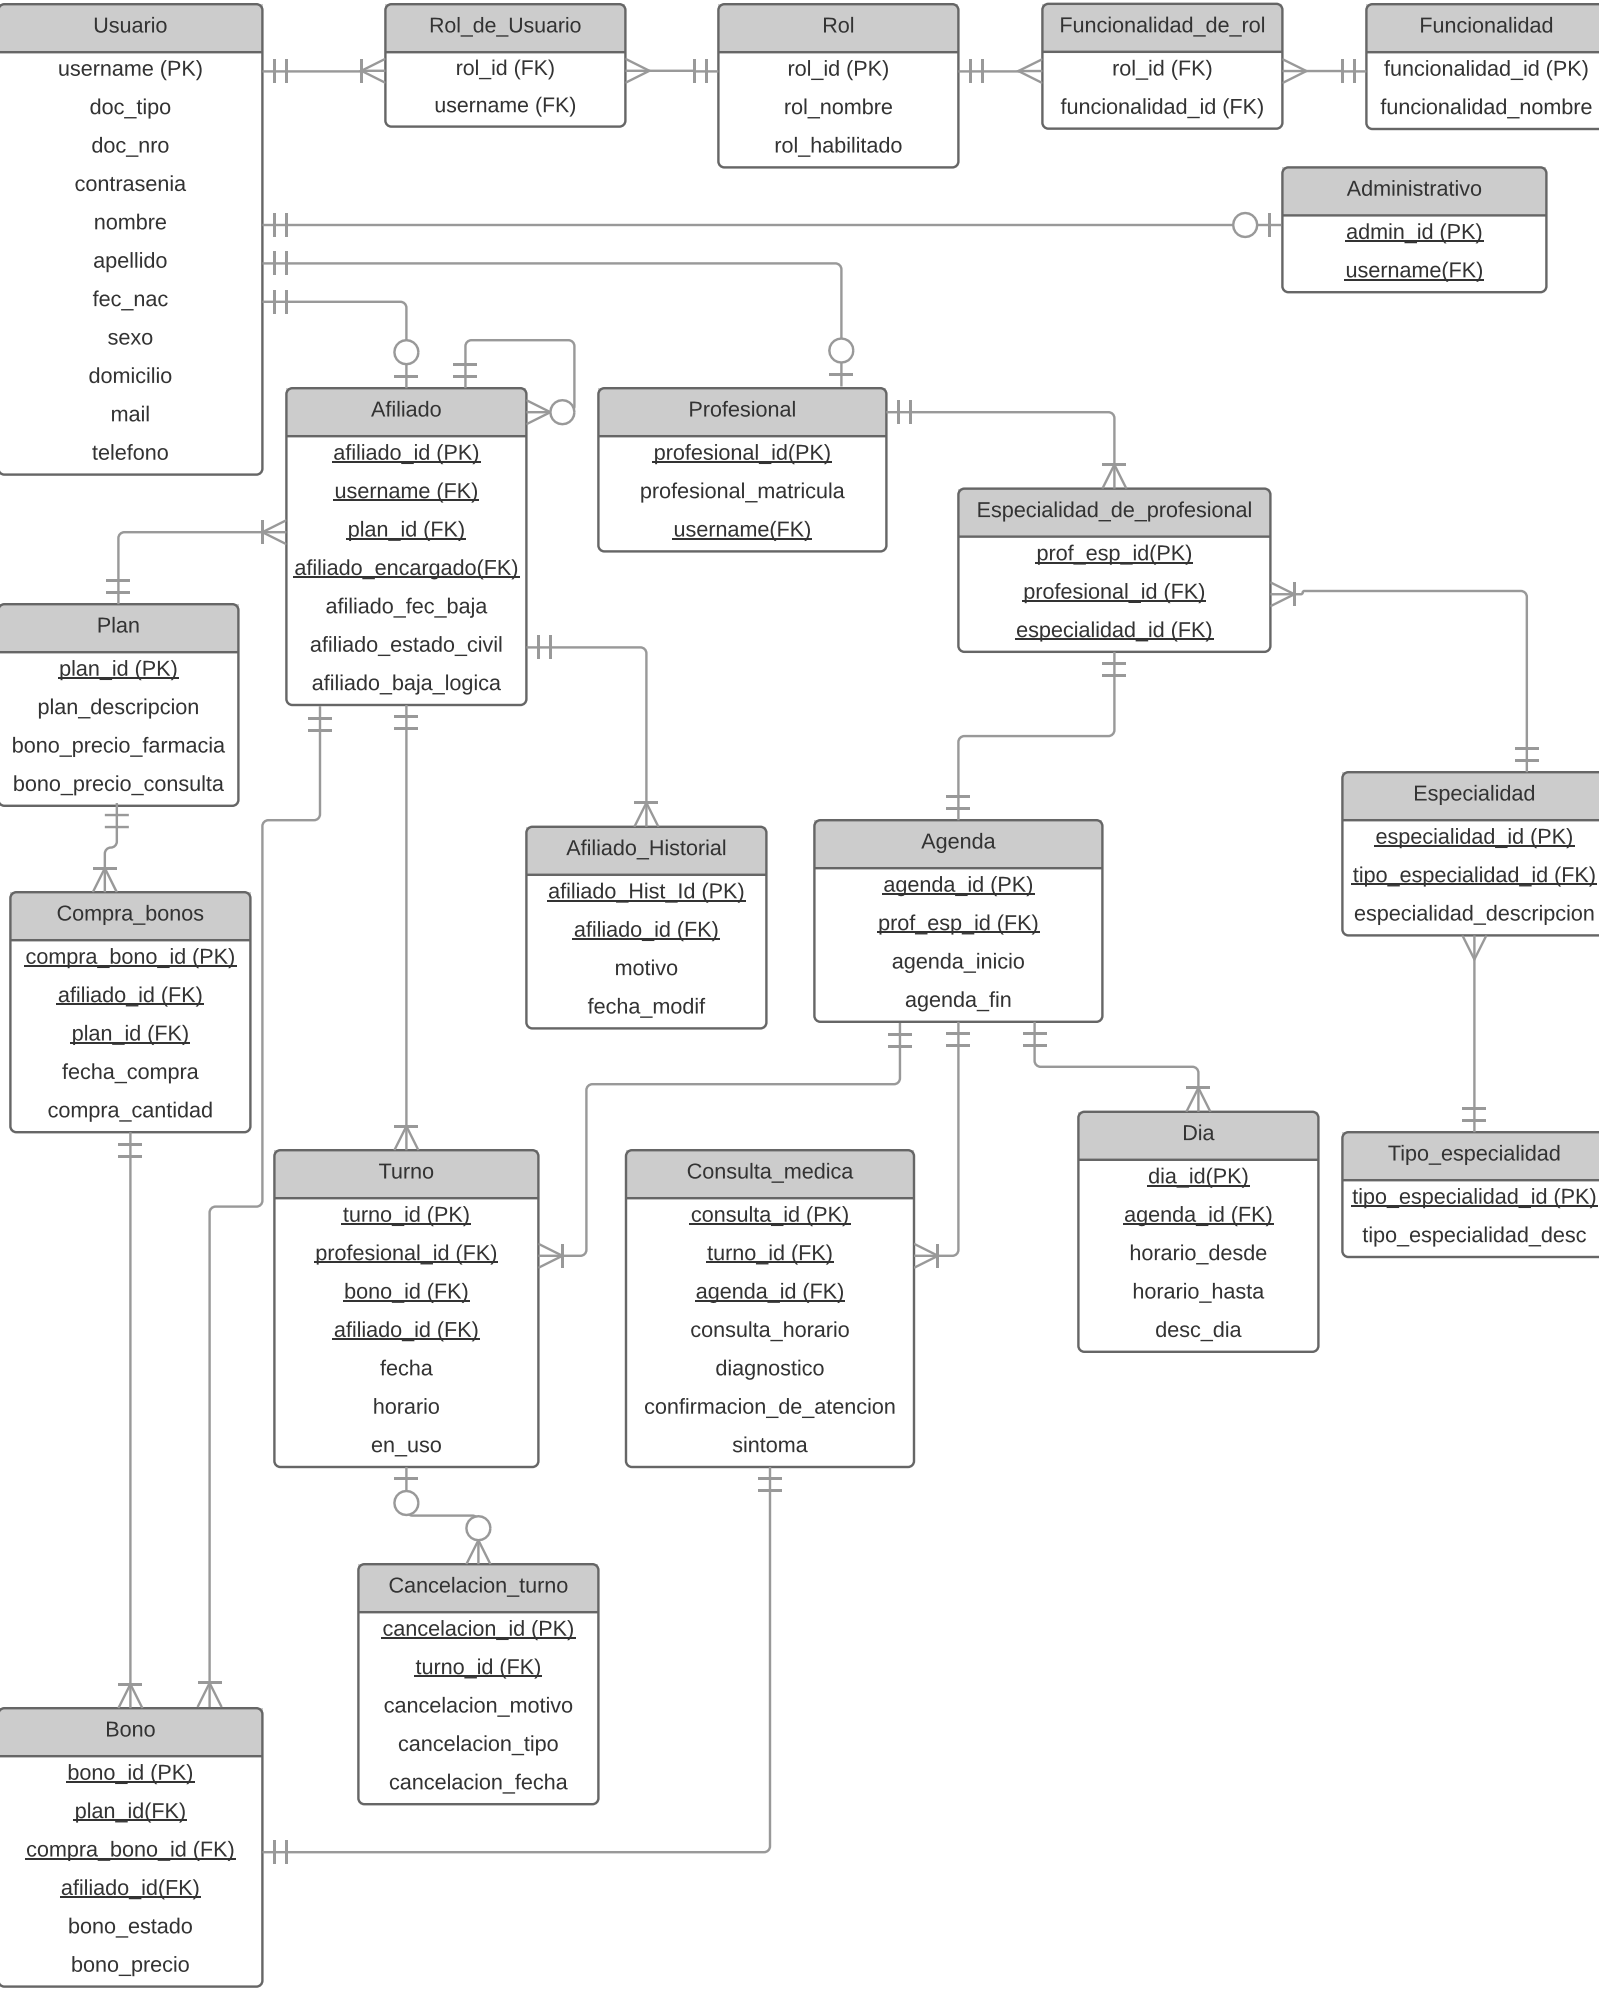 Usuario
username (PK)
doc_tipo
doc_nro
contrasenia
nombre
apellido
fec_nac
sexo
domicilio
mail
telefono
Rol_de_Usuario
rol_id (FK)
username (FK)
Rol
rol_id (PK)
rol_nombre
rol_habilitado
Funcionalidad_de_rol
rol_id (FK)
funcionalidad_id (FK)
Funcionalidad
funcionalidad_id (PK)
funcionalidad_nombre
Administrativo
admin_id (PK)
username(FK)
Afiliado
afiliado_id (PK)
username (FK)
plan_id (FK)
afiliado_encargado(FK)
afiliado_fec_baja
afiliado_estado_civil
afiliado_baja_logica
Profesional
profesional_id(PK)
profesional_matricula
username(FK)
Especialidad_de_profesional
prof_esp_id(PK)
profesional_id (FK)
especialidad_id (FK)
Plan
plan_id (PK)
plan_descripcion
bono_precio_farmacia
bono_precio_consulta
Especialidad
especialidad_id (PK)
tipo_especialidad_id (FK)
especialidad_descripcion
Afiliado_Historial
afiliado_Hist_Id (PK)
afiliado_id (FK)
motivo
fecha_modif
Agenda
agenda_id (PK)
prof_esp_id (FK)
agenda_inicio
agenda_fin
Compra_bonos
compra_bono_id (PK)
afiliado_id (FK)
plan_id (FK)
fecha_compra
compra_cantidad
Dia
dia_id(PK)
agenda_id (FK)
horario_desde
horario_hasta
desc_dia
Tipo_especialidad
tipo_especialidad_id (PK)
tipo_especialidad_desc
Turno
turno_id (PK)
profesional_id (FK)
bono_id (FK)
afiliado_id (FK)
fecha
horario
en_uso
Consulta_medica
consulta_id (PK)
turno_id (FK)
agenda_id (FK)
consulta_horario
diagnostico
confirmacion_de_atencion
sintoma
Cancelacion_turno
cancelacion_id (PK)
turno_id (FK)
cancelacion_motivo
cancelacion_tipo
cancelacion_fecha
Bono
bono_id (PK)
plan_id(FK)
compra_bono_id (FK)
afiliado_id(FK)
bono_estado
bono_precio